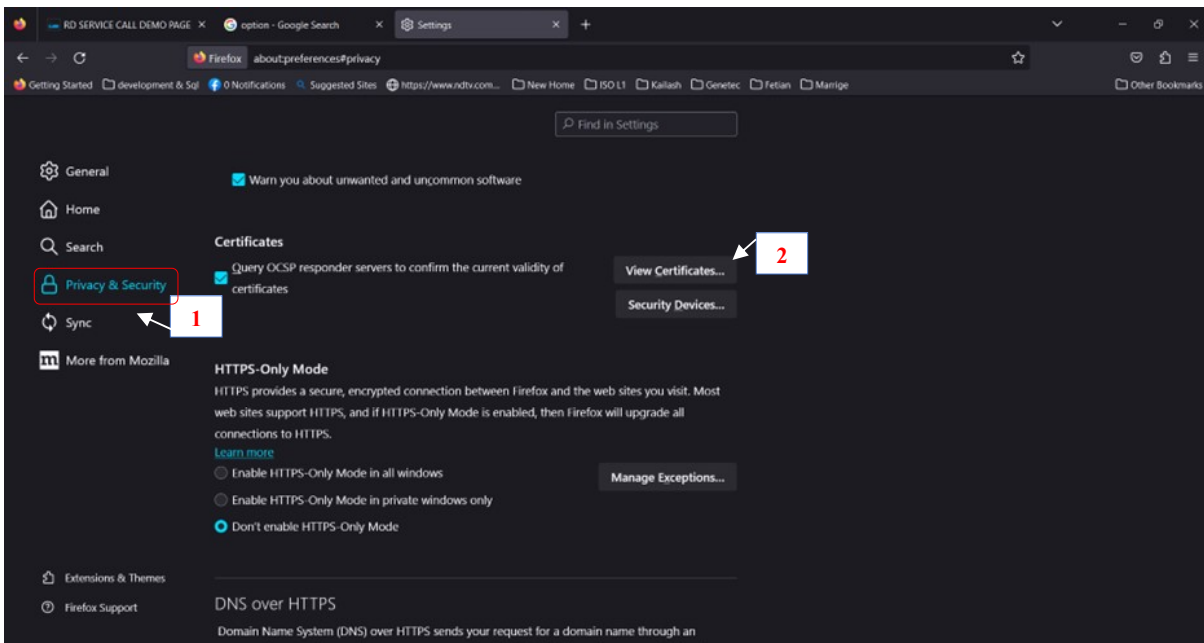 RD SERVICE CALL DEMO PAGE
option - Google Search
Settings
Firefox about:preferences#privacy
Getting Started development & Sql 0 Notifications Suggested Sites https://www.ndtv.com... New Home ISO L1 Kailash Genetec Fetian Marrige Other Bookmarks
Find in Settings
General
Home
Search
Privacy & Security
1
Sync
More from Mozilla
Extensions & Themes
Firefox Support
Warn you about unwanted and uncommon software
Certificates
Query OCSP responder servers to confirm the current validity of
certificates
View Certificates...
2
Security Devices...
HTTPS-Only Mode
HTTPS provides a secure, encrypted connection between Firefox and the web sites you visit. Most
web sites support HTTPS, and if HTTPS-Only Mode is enabled, then Firefox will upgrade all
connections to HTTPS.
Learn more
Enable HTTPS-Only Mode in all windows
Manage Exceptions...
Enable HTTPS-Only Mode in private windows only
Don't enable HTTPS-Only Mode
DNS over HTTPS
Domain Name System (DNS) over HTTPS sends your request for a domain name through an